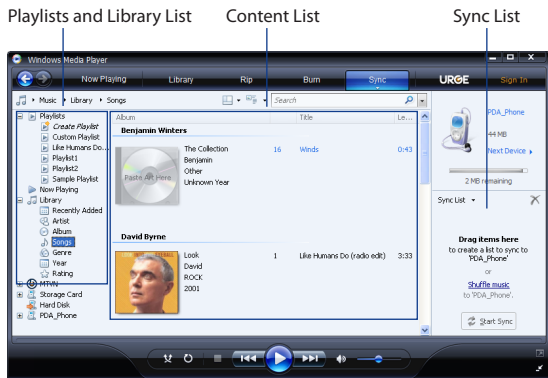 Playlists and Library List Content List Sync List
Windows Media Player
Now Playing Library Rip Burn Sync URGE Sign In
Music Library Songs
Search
Playlists
Create Playlist
Custom Playlist
Like Humans Do...
Playlist1
Playlist2
Sample Playlist
Now Playing
Library
Recently Added
Artist
Album
Songs
Genre
Year
Rating
MTVN
Storage Card
Hard Disk
PDA_Phone
Album Title Le...
Benjamin Winters
Paste Art Here
The Collection 16 Winds 0:43
Benjamin
Other
Unknown Year
David Byrne
Look 1 Like Humans Do (radio edit) 3:33
David
ROCK
2001
PDA_Phone
44 MB
Next Device
2 MB remaining
Sync List
Drag items here
to create a list to sync to
'PDA_Phone'
or
Shuffle music
to 'PDA_Phone'.
Start Sync